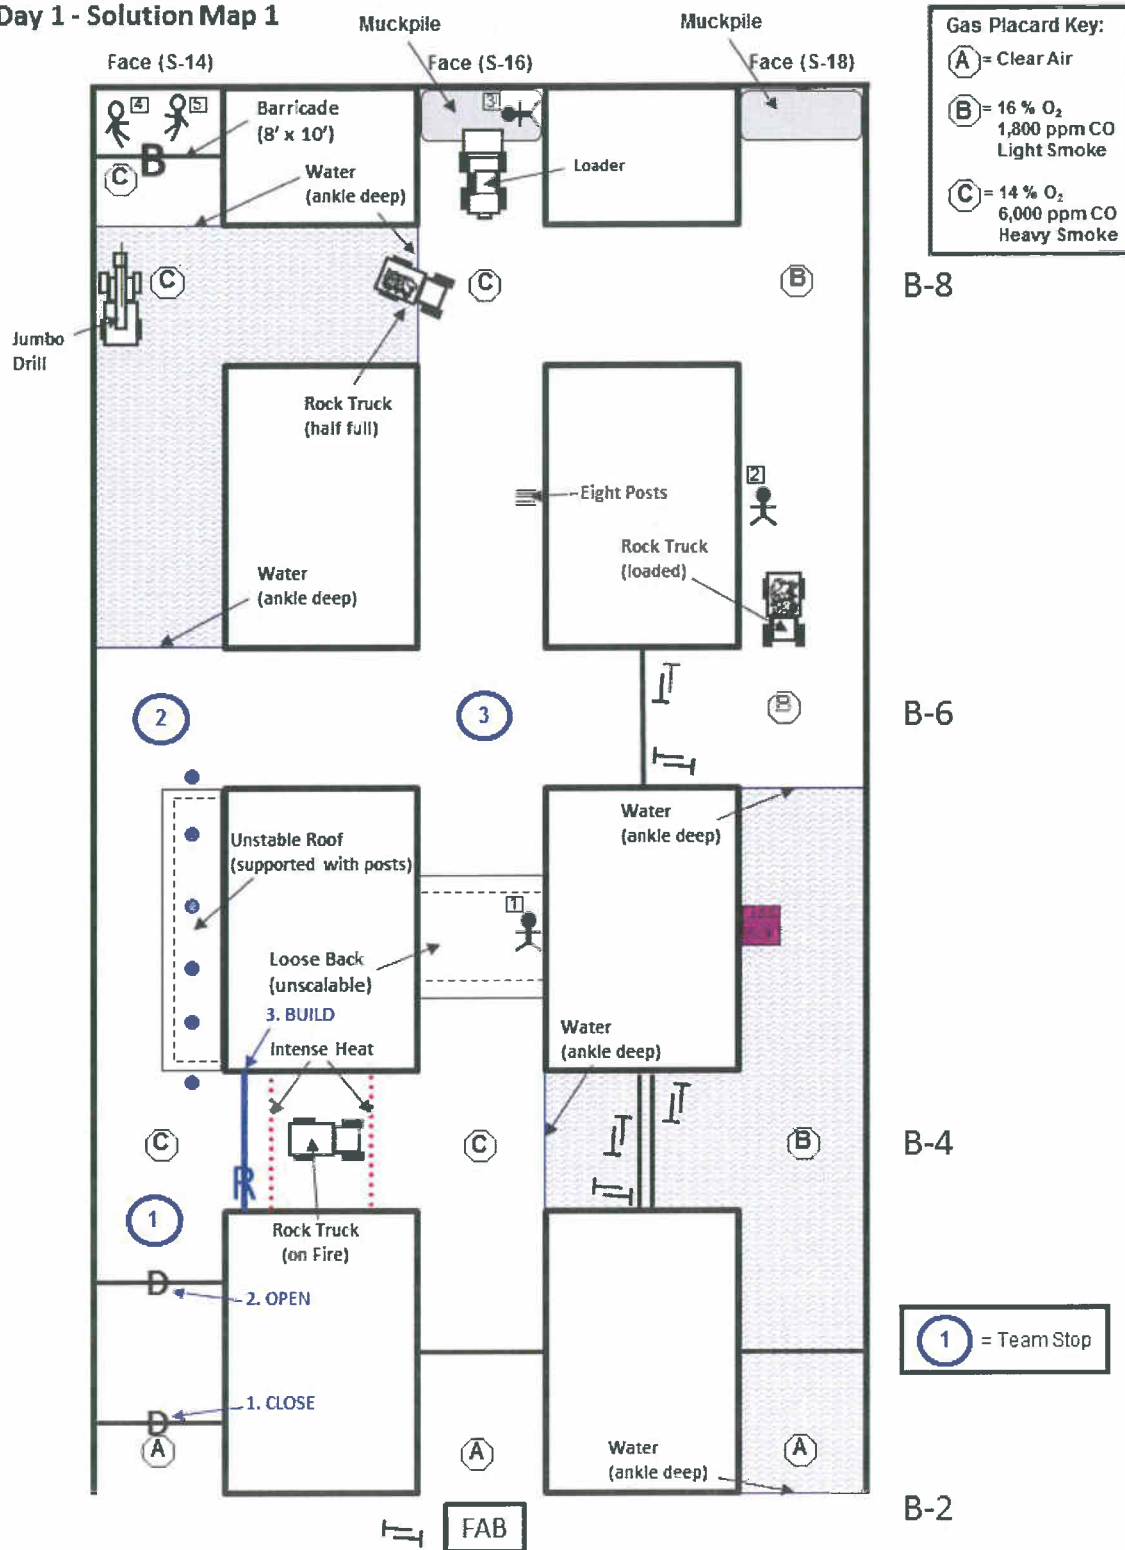 Day 1 - Solution Map 1
Muckpile
Muckpile
Face (S-14)
Face (S-16)
Face (S-18)
Gas Placard Key:
A = Clear Air
B = 16 % O₂
1,800 ppm CO
Light Smoke
C = 14 % O₂
6,000 ppm CO
Heavy Smoke
4
5
3
Barricade
(8' x 10')
B
C
Water
(ankle deep)
Loader
C
C
B
B-8
Jumbo
Drill
Rock Truck
(half full)
Eight Posts
2
Rock Truck
(loaded)
Water
(ankle deep)
2
3
B
B-6
Water
(ankle deep)
Unstable Roof
(supported with posts)
1
Loose Back
(unscalable)
3. BUILD
Intense Heat
Water
(ankle deep)
C
C
B
B-4
R
1
Rock Truck
(on Fire)
D
2. OPEN
1 = Team Stop
1. CLOSE
D
A
A
A
Water
(ankle deep)
B-2
FAB